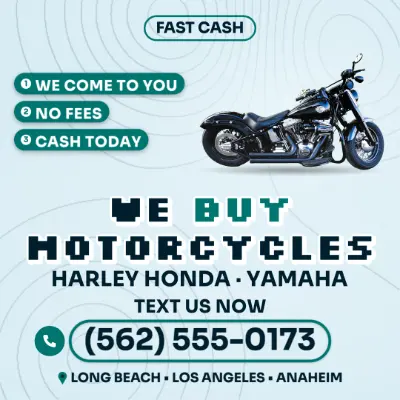 FAST CASH
1 WE COME TO YOU
2 NO FEES
3 CASH TODAY
WE BUY
MOTORCYCLES
HARLEY HONDA · YAMAHA
TEXT US NOW
(562) 555-0173
LONG BEACH • LOS ANGELES • ANAHEIM